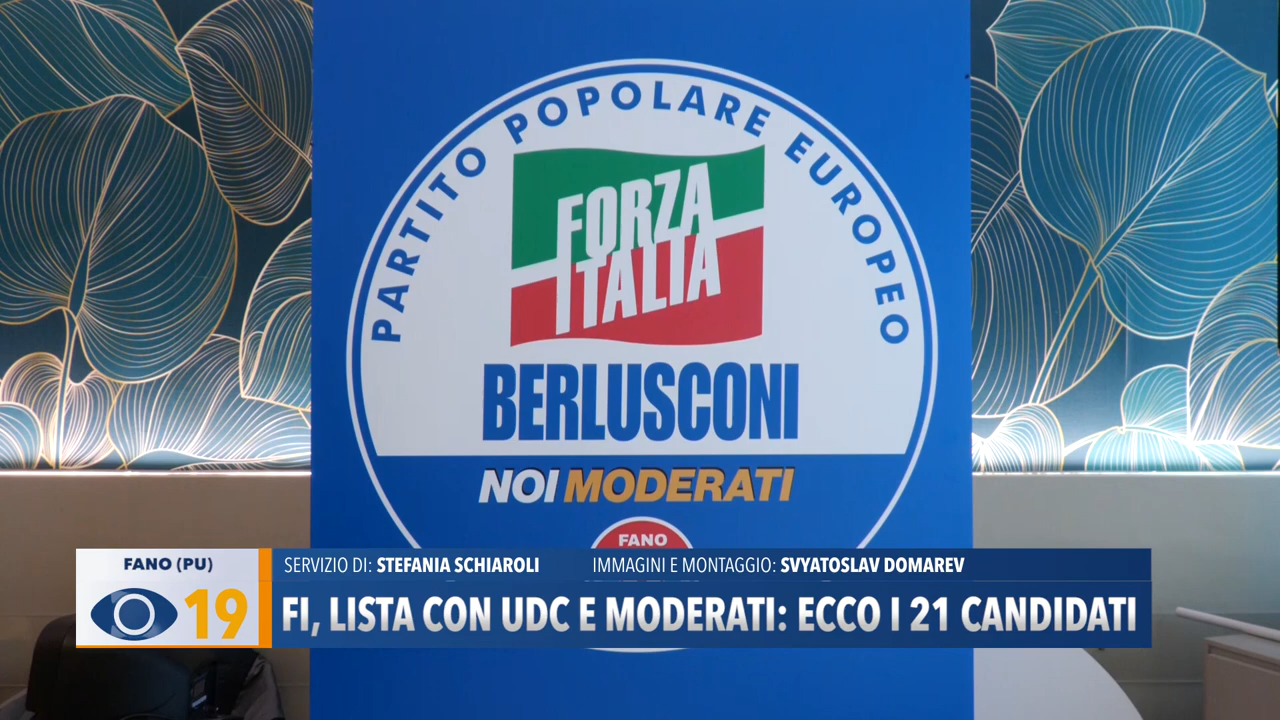 PARTITO POPOLARE EUROPEO
FORZA
ITALIA
BERLUSCONI
NOI MODERATI
FANO
FANO (PU)
SERVIZIO DI: STEFANIA SCHIAROLI
IMMAGINI E MONTAGGIO: SVYATOSLAV DOMAREV
19
FI, LISTA CON UDC E MODERATI: ECCO I 21 CANDIDATI